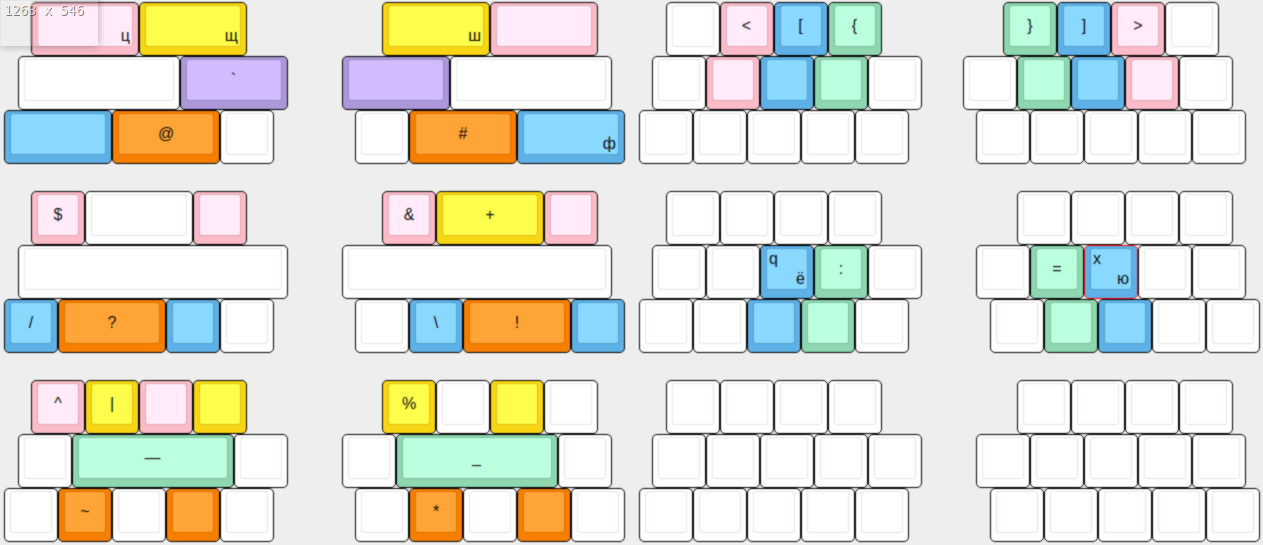 1263 x 546
< [ { } ] >
ц щ ш
`
@ # ф
$ & +
q : = x
ё ю
/ ? \ !
^ | %
— _
~ *